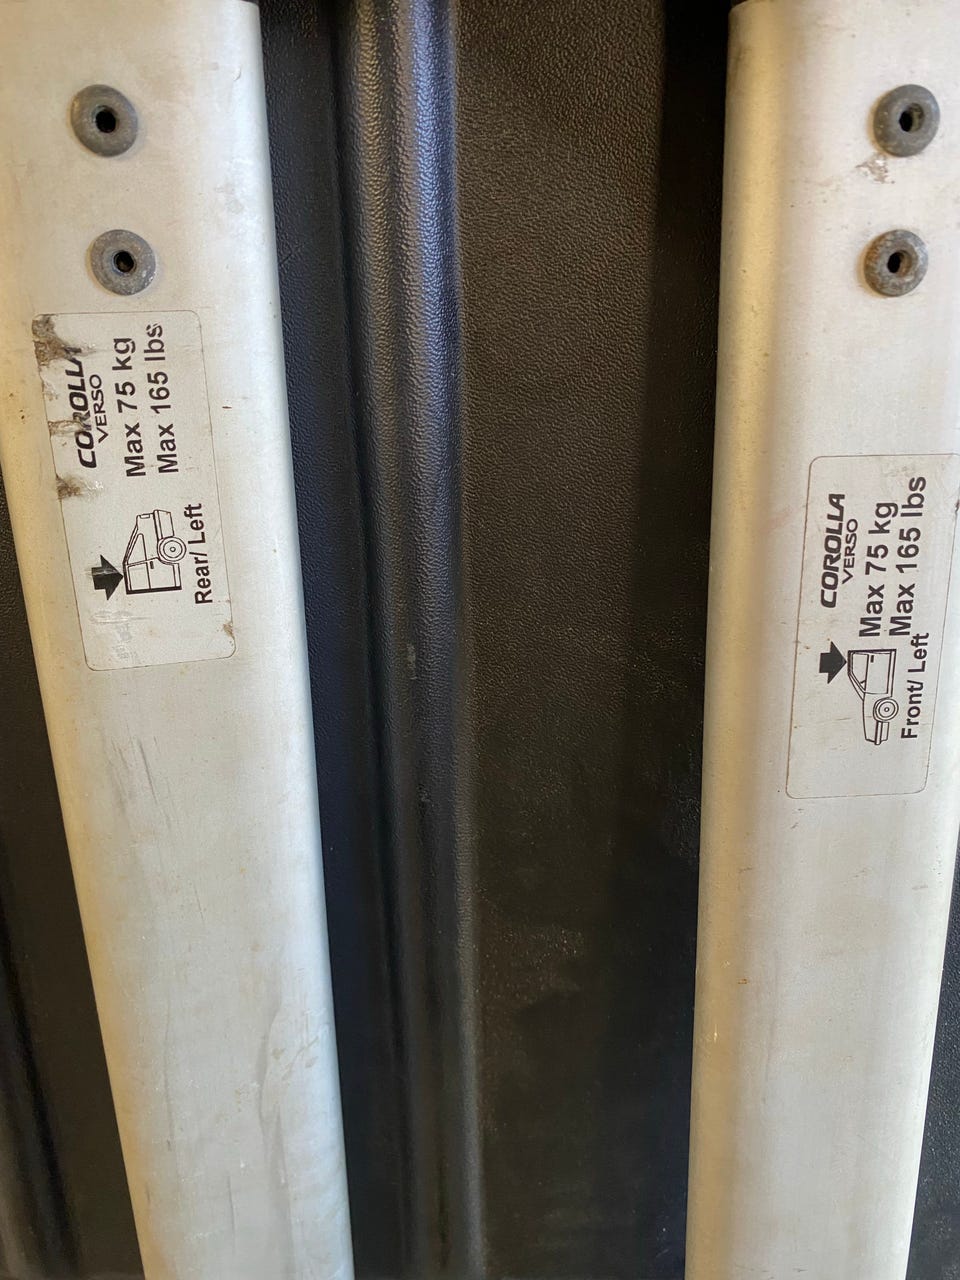 COROLLA
VERSO
Max 75 kg
Max 165 lbs
Rear/ Left
COROLLA
VERSO
Max 75 kg
Max 165 lbs
Front/ Left